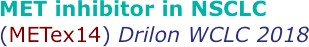 MET inhibitor in NSCLC
(METex14) Drilon WCLC 2018